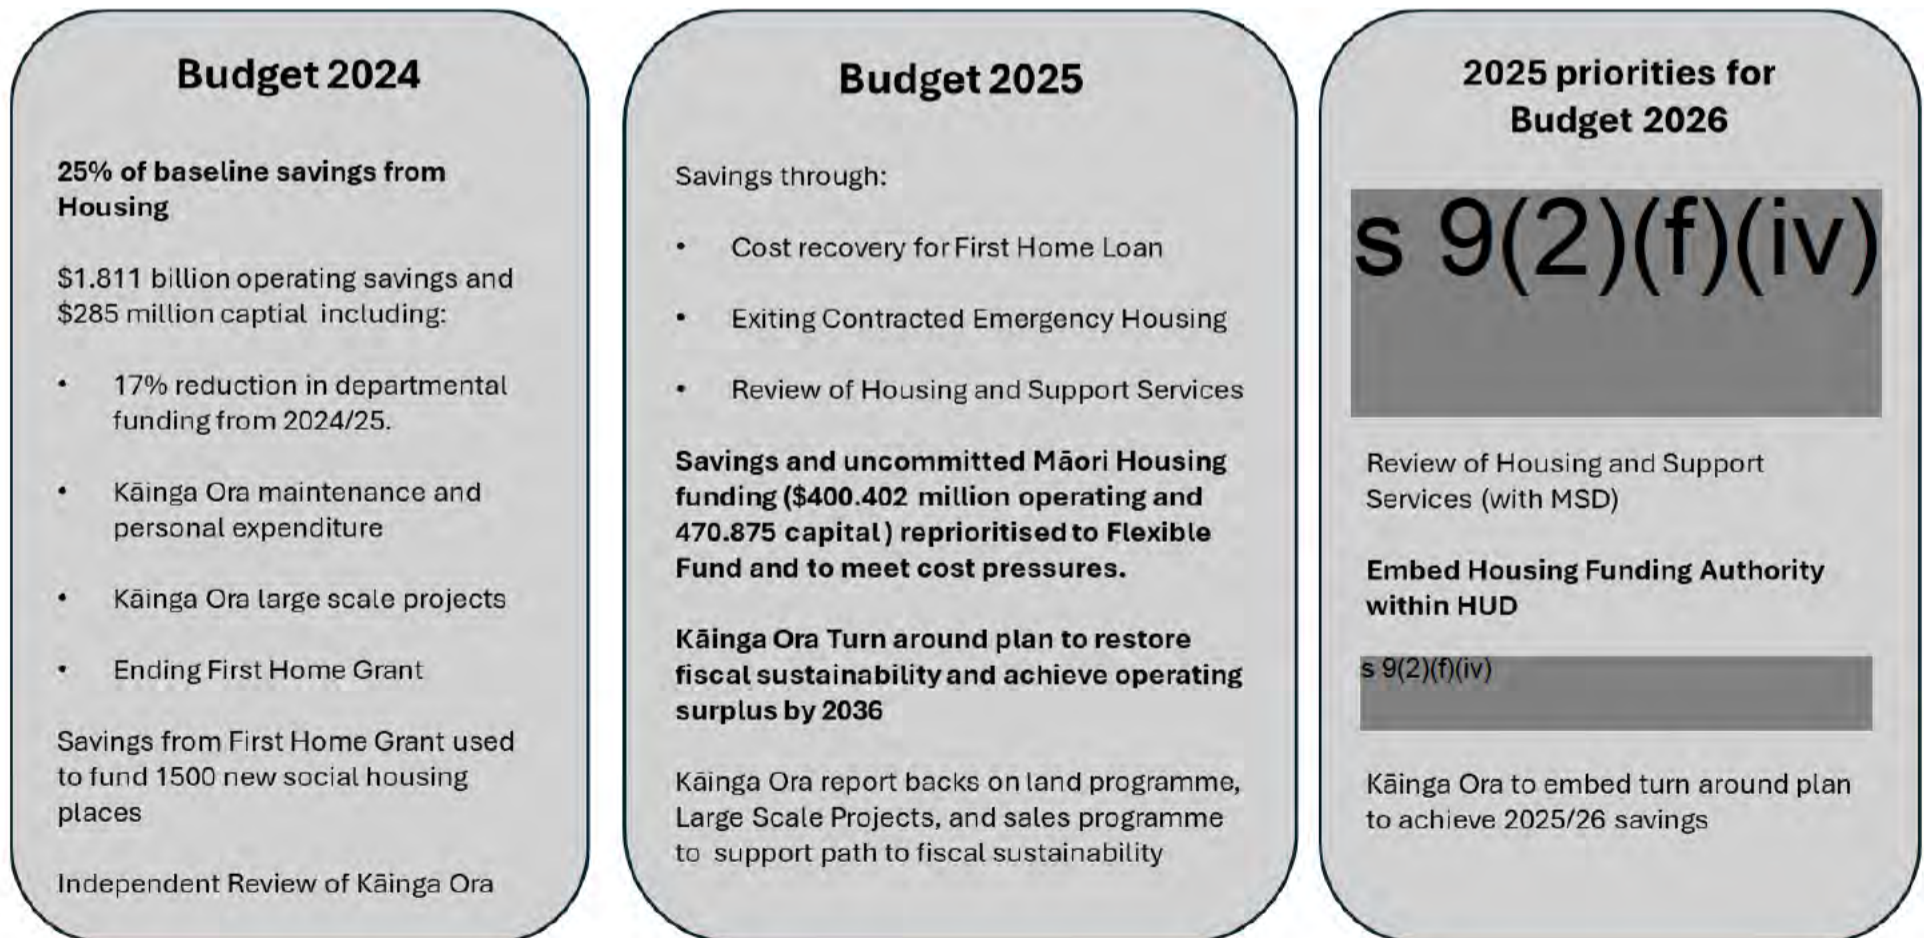 Budget 2024
25% of baseline savings from
Housing
$1.811 billion operating savings and
$285 million captial including:
• 17% reduction in departmental
funding from 2024/25.
• Kāinga Ora maintenance and
personal expenditure
• Kāinga Ora large scale projects
• Ending First Home Grant
Savings from First Home Grant used
to fund 1500 new social housing
places
Independent Review of Kāinga Ora
Budget 2025
Savings through:
• Cost recovery for First Home Loan
• Exiting Contracted Emergency Housing
• Review of Housing and Support Services
Savings and uncommitted Māori Housing
funding ($400.402 million operating and
470.875 capital) reprioritised to Flexible
Fund and to meet cost pressures.
Kāinga Ora Turn around plan to restore
fiscal sustainability and achieve operating
surplus by 2036
Kāinga Ora report backs on land programme,
Large Scale Projects, and sales programme
to support path to fiscal sustainability
2025 priorities for
Budget 2026
s 9(2)(f)(iv)
Review of Housing and Support
Services (with MSD)
Embed Housing Funding Authority
within HUD
s 9(2)(f)(iv)
Kāinga Ora to embed turn around plan
to achieve 2025/26 savings